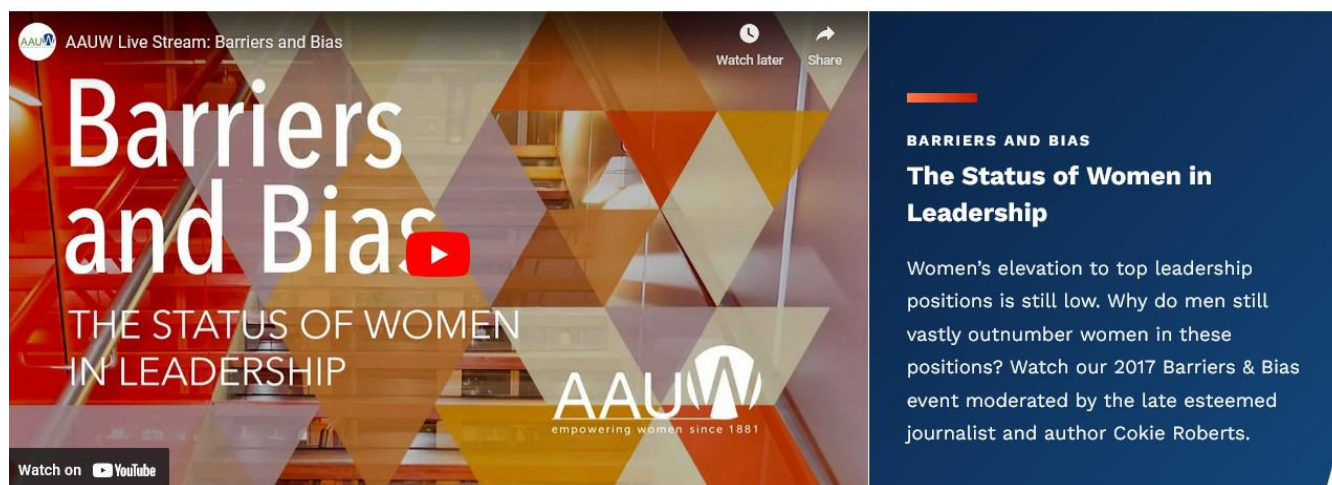 AAUW
AAUW Live Stream: Barriers and Bias
Watch later
Share
Barriers
and Bias
THE STATUS OF WOMEN
IN LEADERSHIP
AAUW
empowering women since 1881
Watch on YouTube
BARRIERS AND BIAS
The Status of Women in
Leadership
Women’s elevation to top leadership
positions is still low. Why do men still
vastly outnumber women in these
positions? Watch our 2017 Barriers & Bias
event moderated by the late esteemed
journalist and author Cokie Roberts.